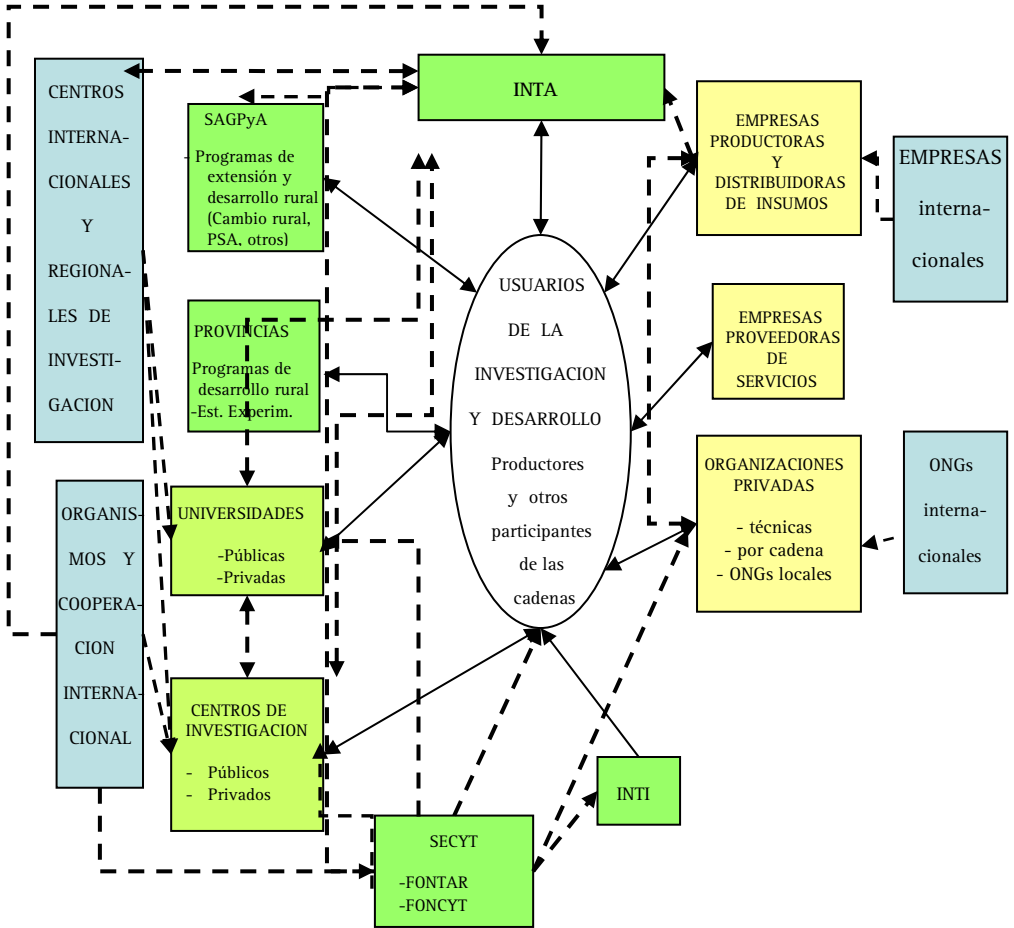 INTA
CENTROS
INTERNA-
CIONALES
Y
REGIONA-
LES DE
INVESTI-
GACION
SAGPyA
- Programas de
extensión y
desarrollo rural
(Cambio rural,
PSA, otros)
EMPRESAS
PRODUCTORAS
Y
DISTRIBUIDORAS
DE INSUMOS
EMPRESAS
interna-
cionales
USUARIOS
DE LA
INVESTIGACION
Y DESARROLLO
Productores
y otros
participantes
de las
cadenas
PROVINCIAS
Programas de
desarrollo rural
-Est. Experim.
EMPRESAS
PROVEEDORAS
DE
SERVICIOS
ORGANIZACIONES
PRIVADAS
- técnicas
- por cadena
- ONGs locales
ONGs
interna-
cionales
ORGANIS-
MOS Y
COOPERA-
CION
INTERNA-
CIONAL
UNIVERSIDADES
-Públicas
-Privadas
CENTROS DE
INVESTIGACION
- Públicos
- Privados
INTI
SECYT
-FONTAR
-FONCYT